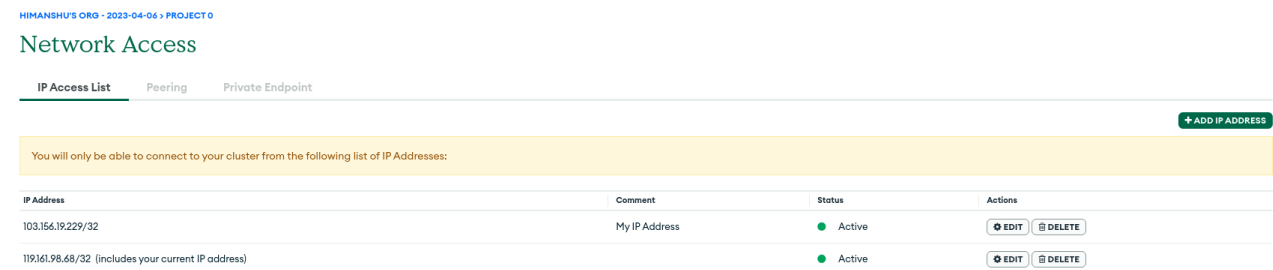 HIMANSHU'S ORG - 2023-04-06 > PROJECT 0
Network Access
IP Access List Peering Private Endpoint
+ ADD IP ADDRESS
You will only be able to connect to your cluster from the following list of IP Addresses:
IP Address Comment Status Actions
103.156.19.229/32 My IP Address Active EDIT DELETE
119.161.98.68/32 (includes your current IP address) Active EDIT DELETE